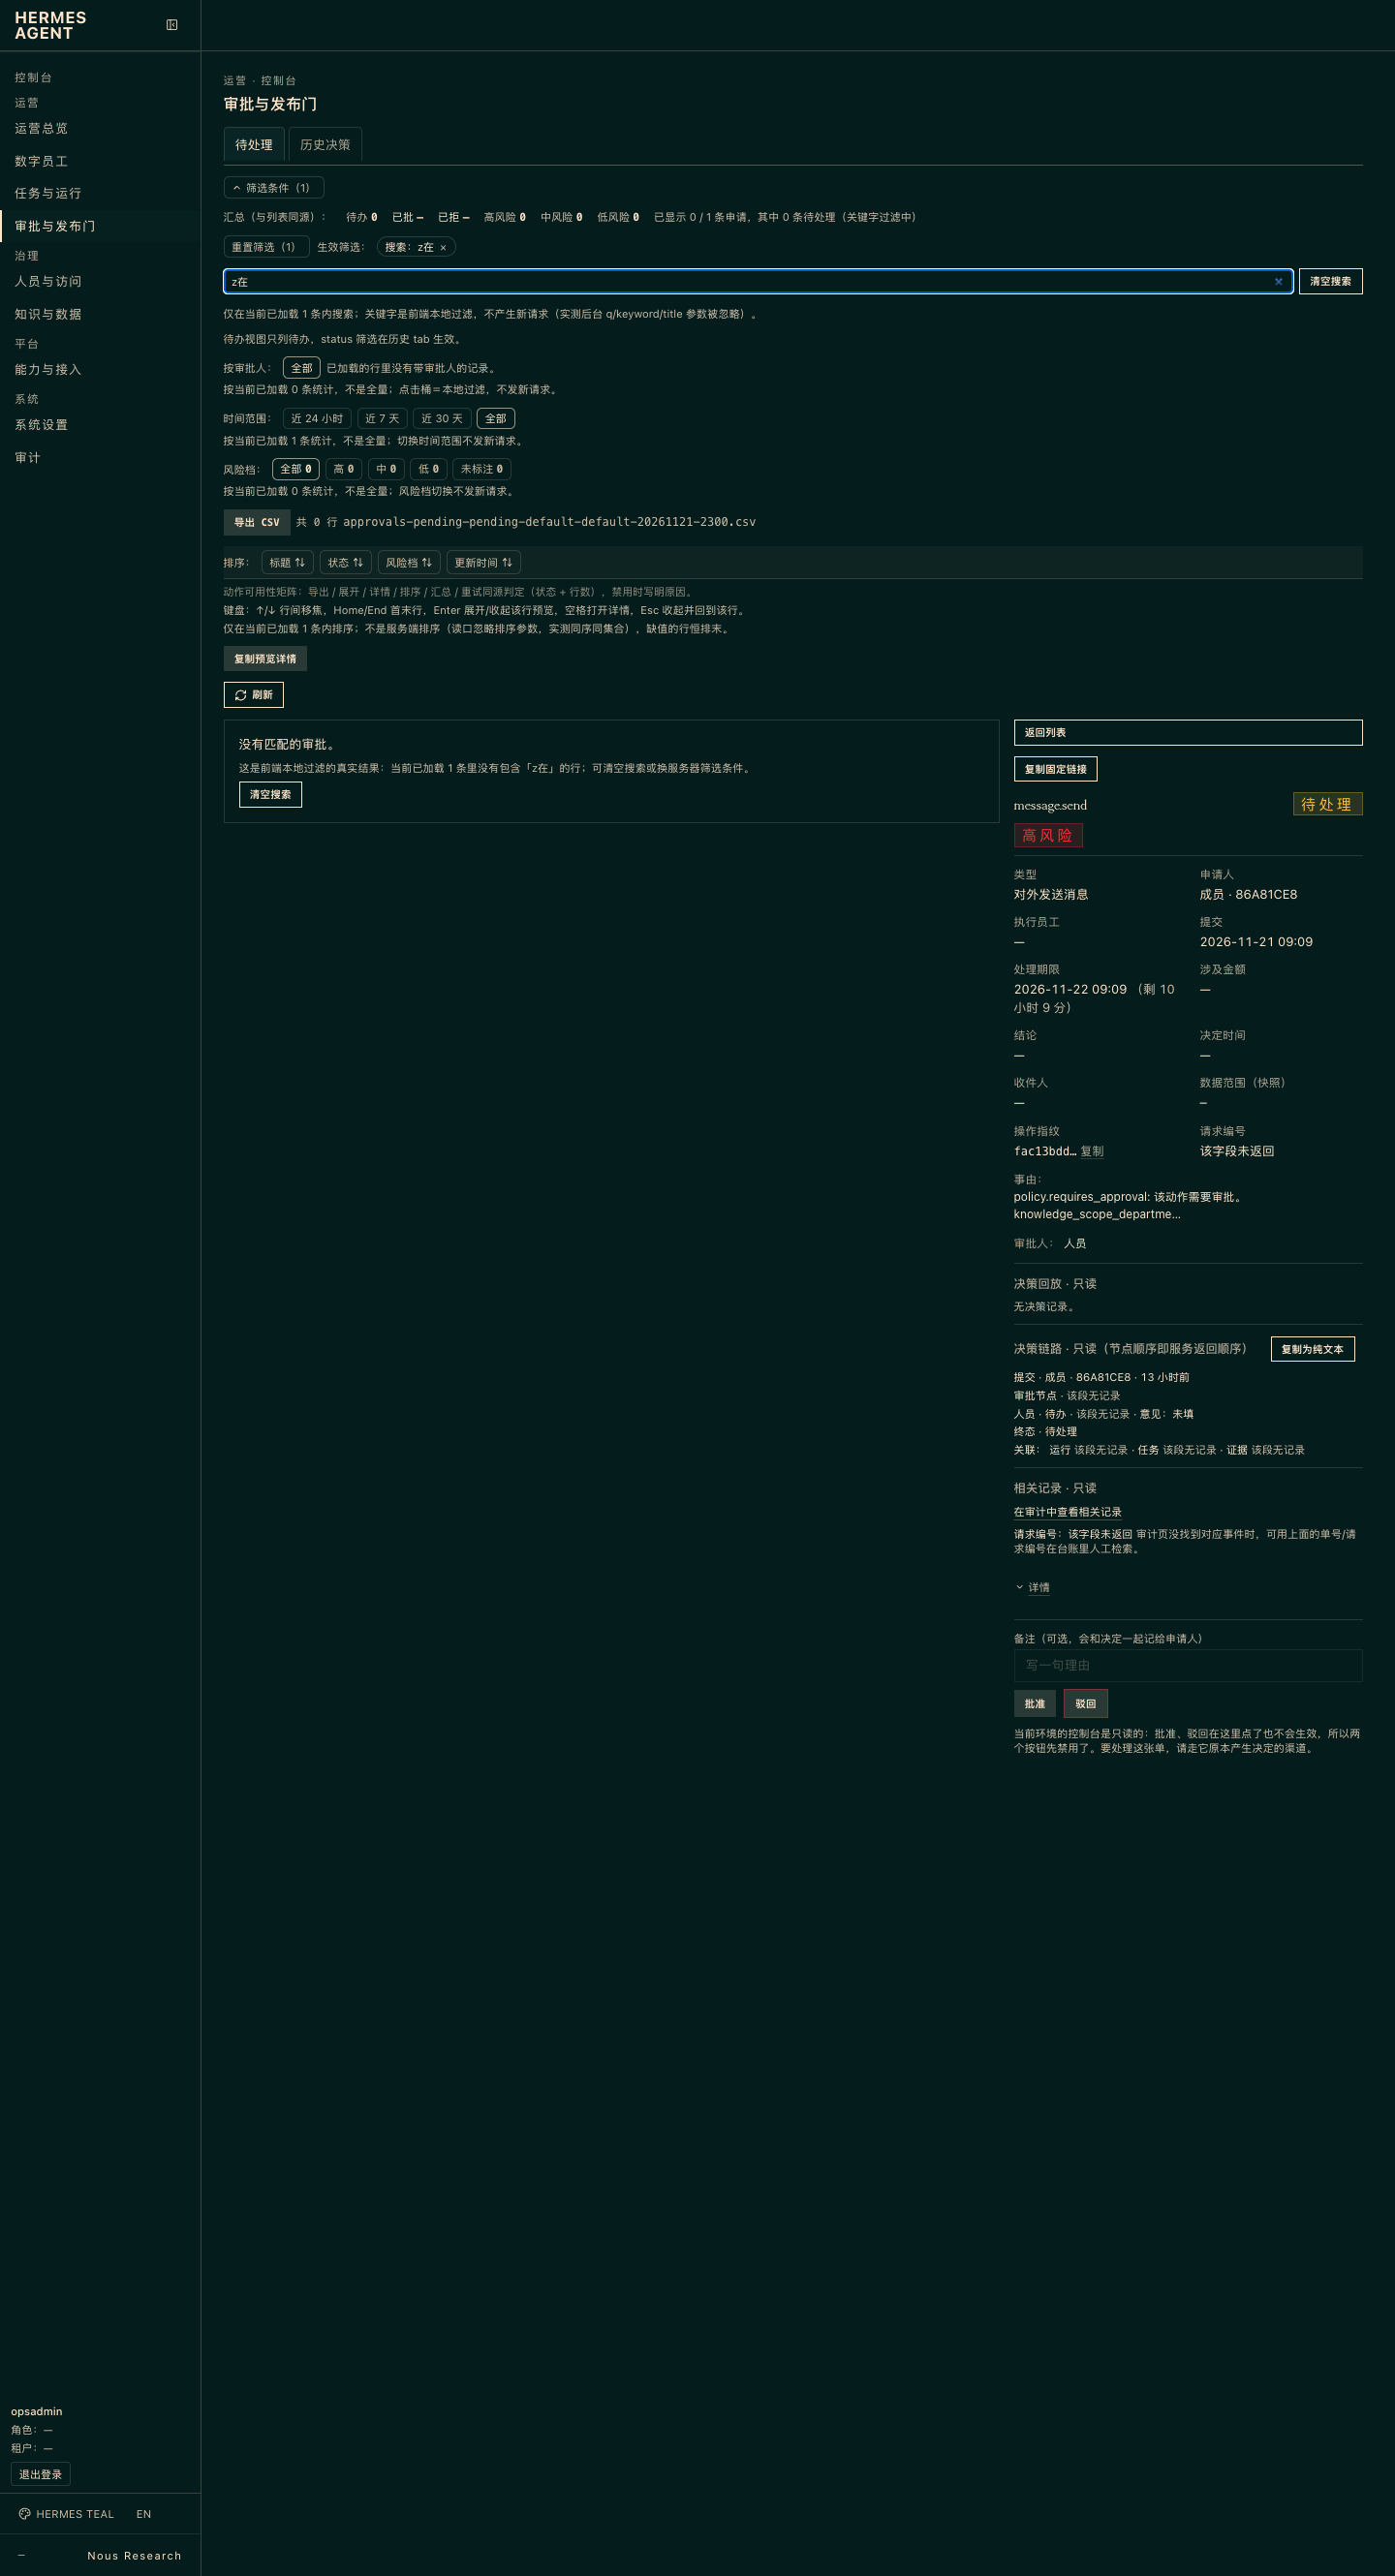 HERMES
AGENT
控制台
运营
运营总览
数字员工
任务与运行
审批与发布门
治理
人员与访问
知识与数据
平台
能力与接入
系统
系统设置
审计
opsadmin
角色：—
租户：—
退出登录
HERMES TEAL EN
— Nous Research
运营 · 控制台
审批与发布门
待处理 历史决策
筛选条件（1）
汇总（与列表同源）： 待办 0 已批 — 已拒 — 高风险 0 中风险 0 低风险 0 已显示 0 / 1 条申请，其中 0 条待处理（关键字过滤中）
重置筛选（1） 生效筛选： 搜索：z在 ×
z在 清空搜索
仅在当前已加载 1 条内搜索；关键字是前端本地过滤，不产生新请求（实测后台 q/keyword/title 参数被忽略）。
待办视图只列待办，status 筛选在历史 tab 生效。
按审批人： 全部 已加载的行里没有带审批人的记录。
按当前已加载 0 条统计，不是全量；点击桶＝本地过滤，不发新请求。
时间范围： 近 24 小时 近 7 天 近 30 天 全部
按当前已加载 1 条统计，不是全量；切换时间范围不发新请求。
风险档： 全部 0 高 0 中 0 低 0 未标注 0
按当前已加载 0 条统计，不是全量；风险档切换不发新请求。
导出 CSV 共 0 行 approvals-pending-pending-default-default-20261121-2300.csv
排序： 标题 ⇅ 状态 ⇅ 风险档 ⇅ 更新时间 ⇅
动作可用性矩阵：导出 / 展开 / 详情 / 排序 / 汇总 / 重试同源判定（状态 + 行数），禁用时写明原因。
键盘：↑/↓ 行间移焦，Home/End 首末行，Enter 展开/收起该行预览，空格打开详情，Esc 收起并回到该行。
仅在当前已加载 1 条内排序；不是服务端排序（读口忽略排序参数，实测同序同集合），缺值的行恒排末。
复制预览详情
刷新
没有匹配的审批。
这是前端本地过滤的真实结果：当前已加载 1 条里没有包含「z在」的行；可清空搜索或换服务器筛选条件。
清空搜索
返回列表
复制固定链接
message.send 待处理
高风险
类型 申请人
对外发送消息 成员 · 86A81CE8
执行员工 提交
— 2026-11-21 09:09
处理期限 涉及金额
2026-11-22 09:09 （剩 10 —
小时 9 分）
结论 决定时间
— —
收件人 数据范围（快照）
— —
操作指纹 请求编号
fac13bdd… 复制 该字段未返回
事由：
policy.requires_approval: 该动作需要审批。
knowledge_scope_departme…
审批人： 人员
决策回放 · 只读
无决策记录。
决策链路 · 只读（节点顺序即服务返回顺序） 复制为纯文本
提交 · 成员 · 86A81CE8 · 13 小时前
审批节点 · 该段无记录
人员 · 待办 · 该段无记录 · 意见：未填
终态 · 待处理
关联： 运行 该段无记录 · 任务 该段无记录 · 证据 该段无记录
相关记录 · 只读
在审计中查看相关记录
请求编号：该字段未返回 审计页没找到对应事件时，可用上面的单号/请
求编号在台账里人工检索。
详情
备注（可选，会和决定一起记给申请人）
写一句理由
批准 驳回
当前环境的控制台是只读的：批准、驳回在这里点了也不会生效，所以两
个按钮先禁用了。要处理这张单，请走它原本产生决定的渠道。